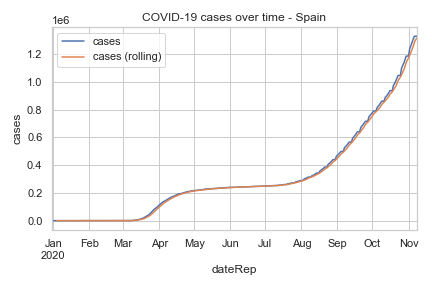 COVID-19 cases over time - Spain
1e6
cases
cases (rolling)
1.2
1.0
0.8
0.6
0.4
0.2
0.0
cases
Jan Feb Mar Apr May Jun Jul Aug Sep Oct Nov
2020
dateRep